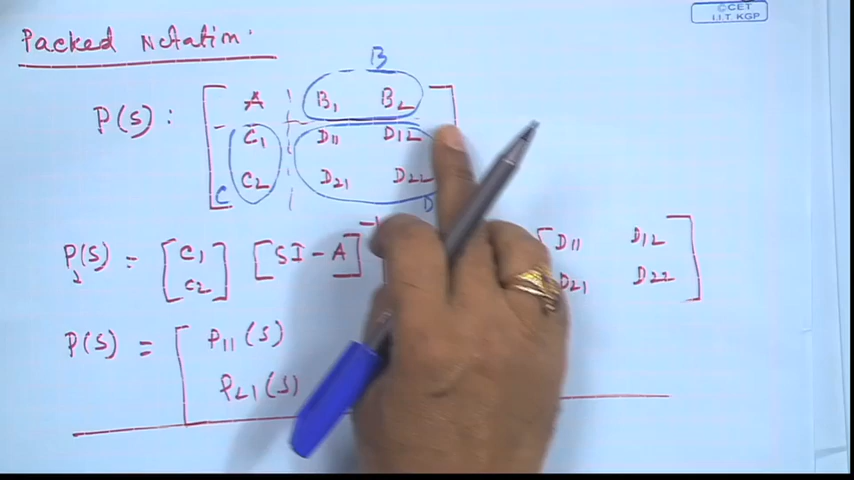 ©CET
I.I.T. KGP
Packed Notation.
B
P(S) : [ A B₁ B₂
C₁ D₁₁ D₁₂
C₂ D₂₁ D₂₂
C D
P(S) = [ C₁ C₂ ] [SI - A]⁻¹ [ D₁₁ D₁₂
D₂₁ D₂₂ ]
P(S) = [ P₁₁(S)
P₂₁(S)